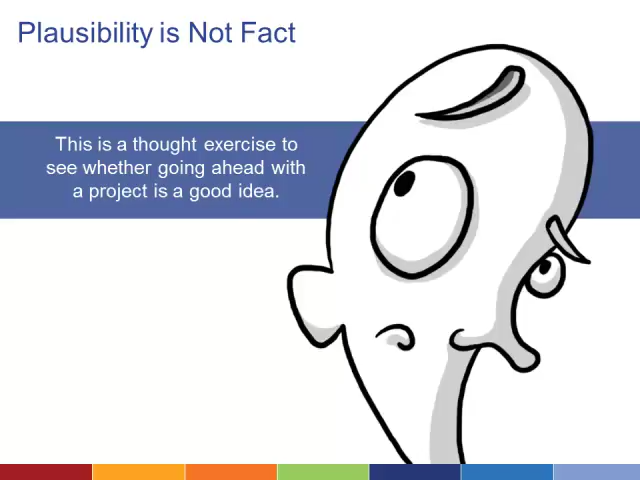 Plausibility is Not Fact
This is a thought exercise to
see whether going ahead with
a project is a good idea.